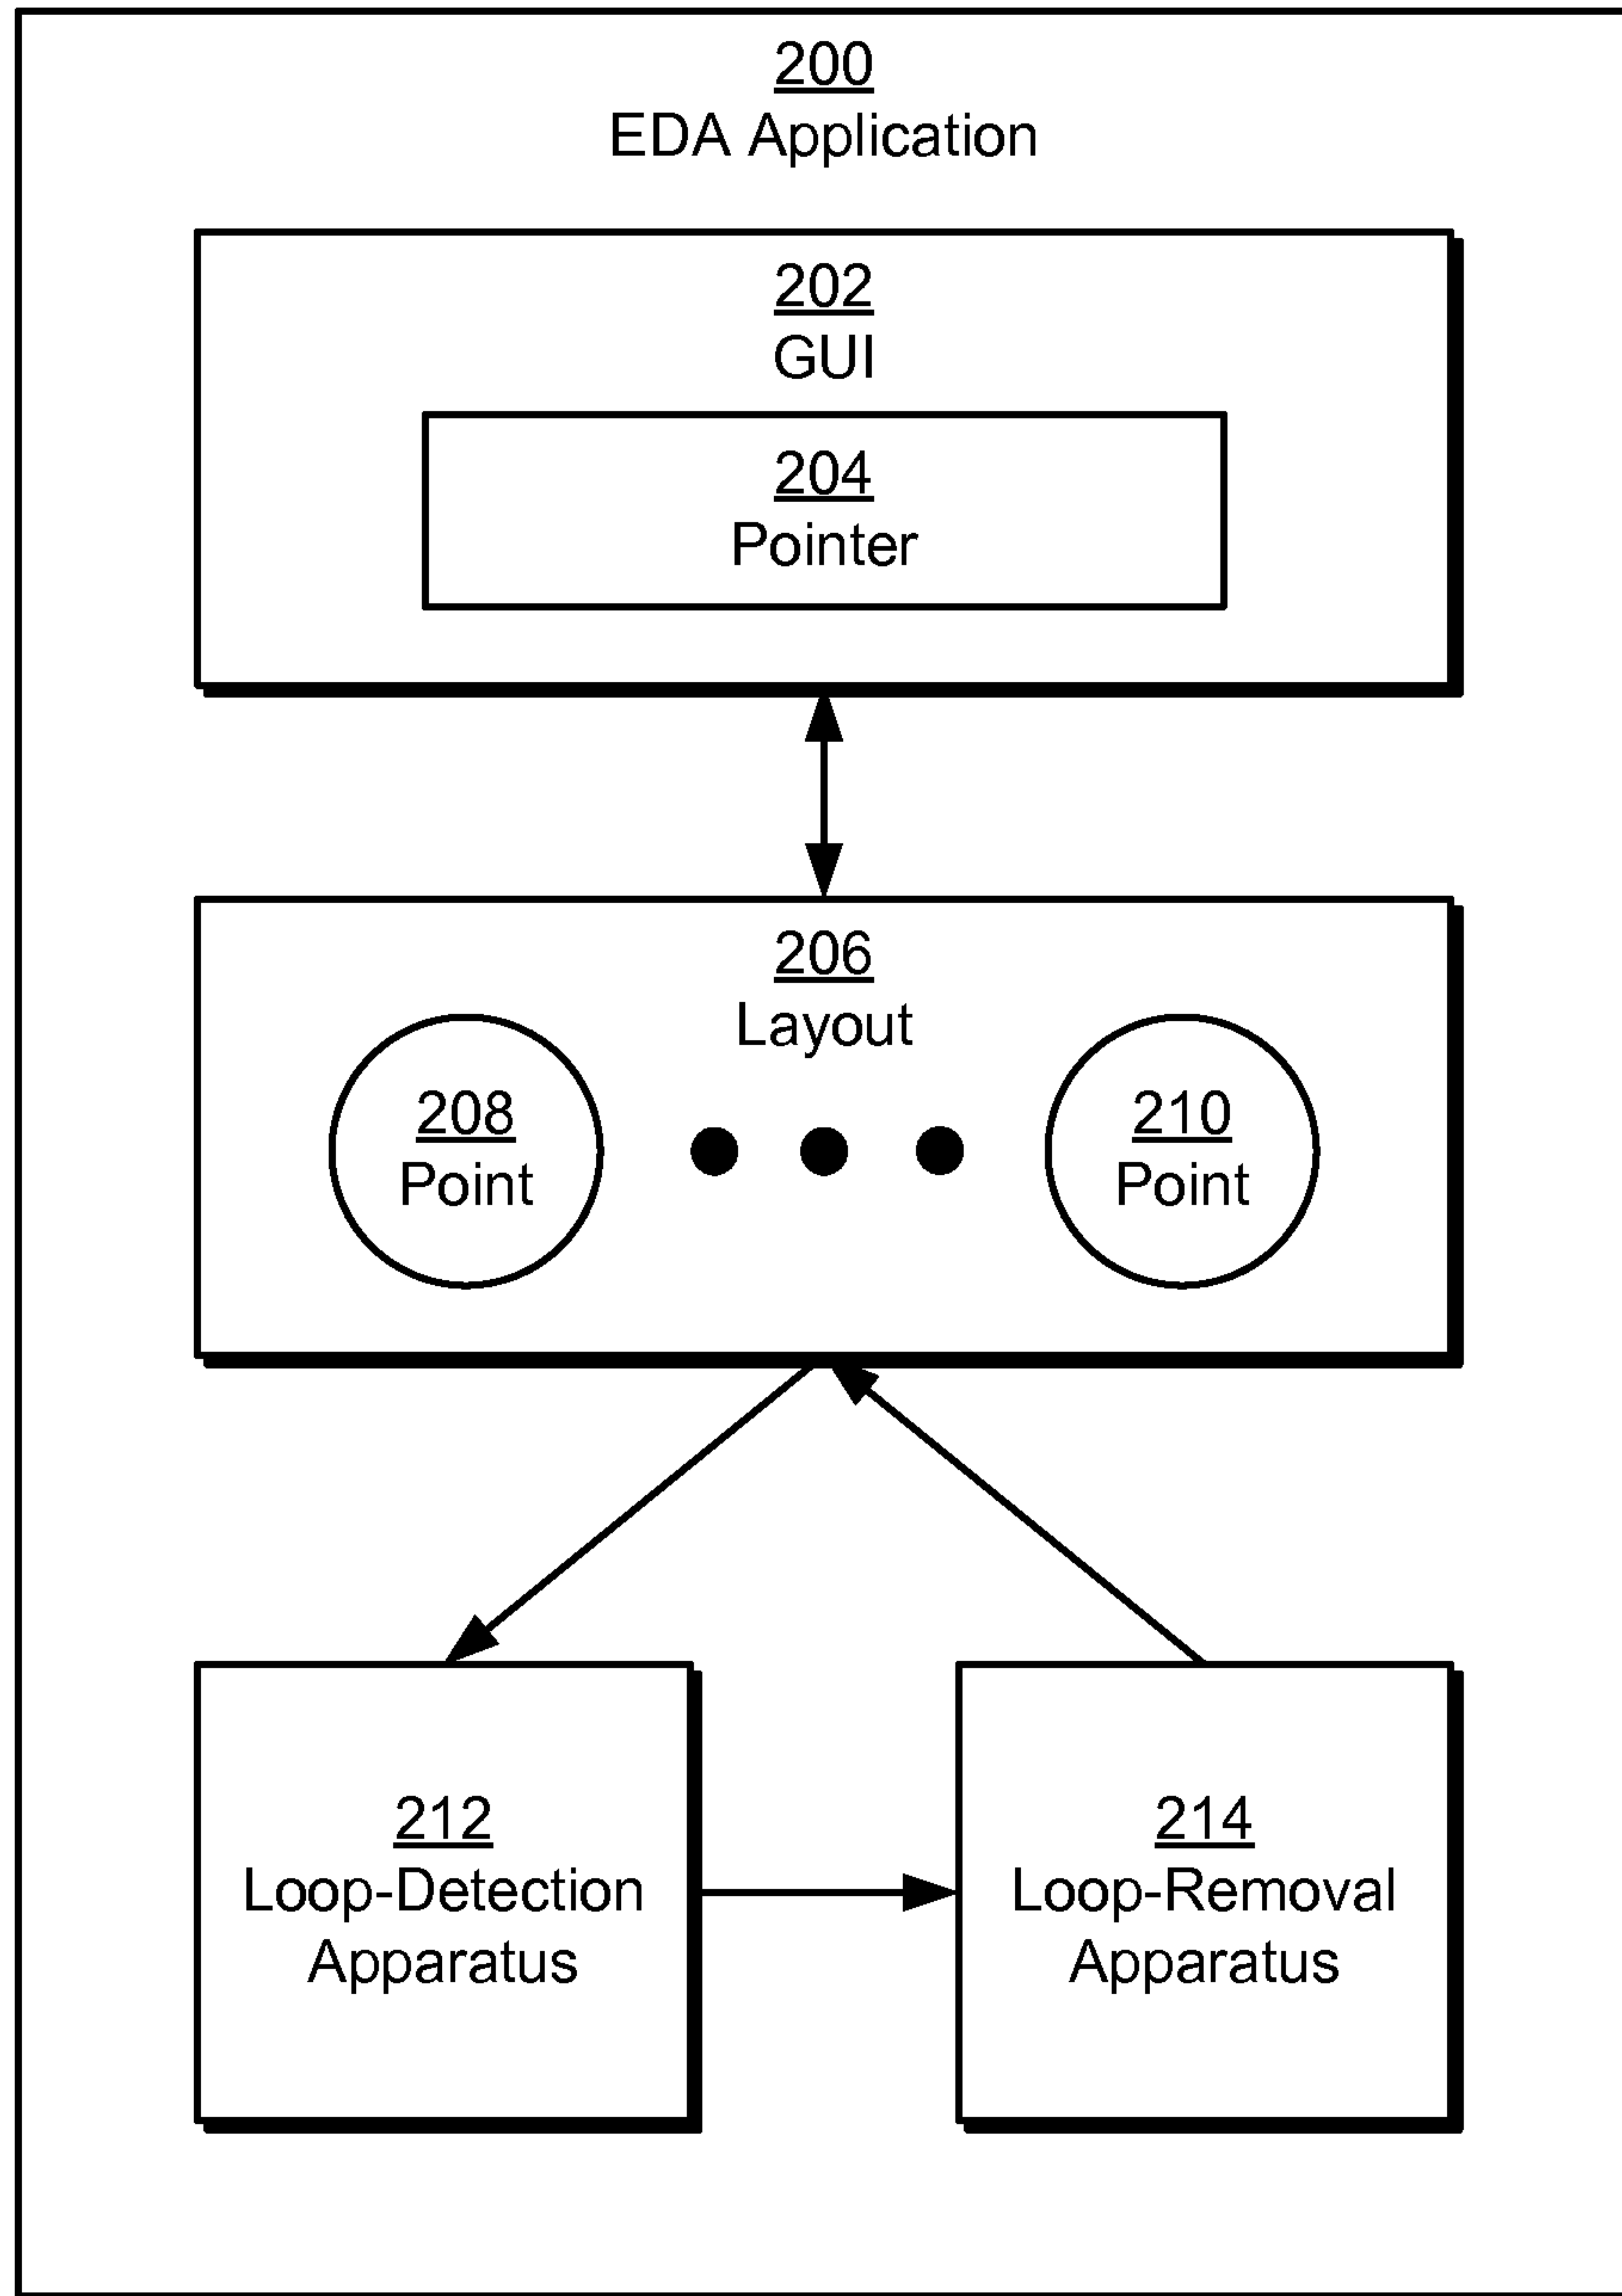 200
EDA Application
202
GUI
204
Pointer
206
Layout
208
Point
210
Point
212
Loop-Detection
Apparatus
214
Loop-Removal
Apparatus